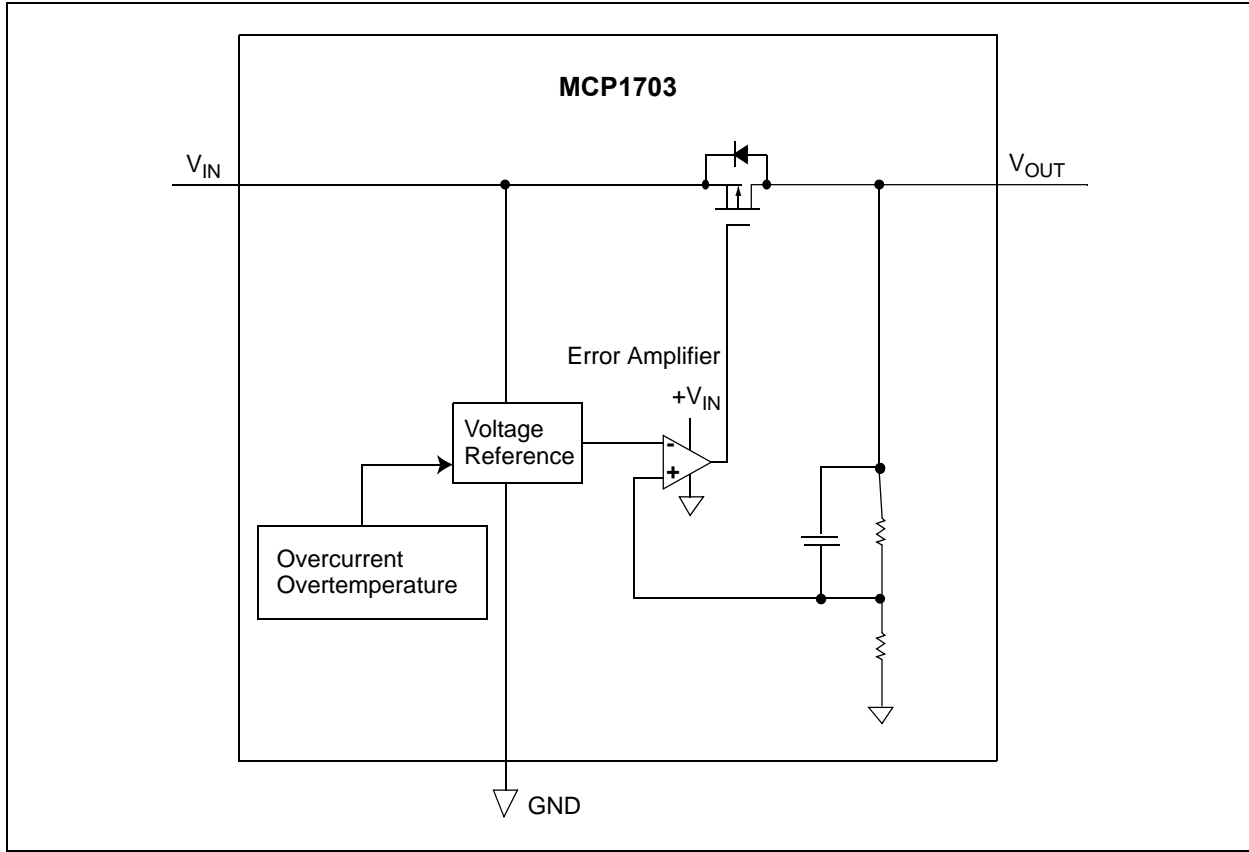 MCP1703
VIN
VOUT
Error Amplifier
+VIN
Voltage
Reference
-
+
Overcurrent
Overtemperature
GND